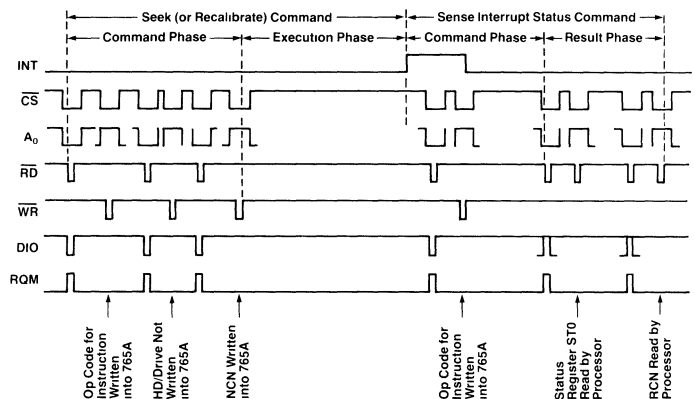 Seek (or Recalibrate) Command
Sense Interrupt Status Command
Command Phase
Execution Phase
Command Phase
Result Phase
INT
CS
A0
RD
WR
DIO
RQM
Op Code for
Instruction
Written
into 765A
HD/Drive Not
Written
into 765A
NCN Written
into 765A
Op Code for
Instruction
Written
into 765A
Status
Register ST0
Read by
Processor
RCN Read by
Processor